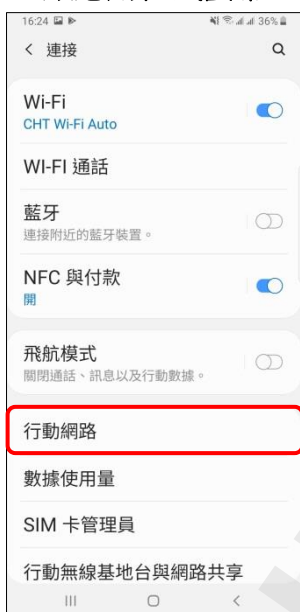 16:24 36%
連接
Wi-Fi
CHT Wi-Fi Auto
WI-FI 通話
藍牙
連接附近的藍牙裝置。
NFC 與付款
開
飛航模式
關閉通話、訊息以及行動數據。
行動網路
數據使用量
SIM 卡管理員
行動無線基地台與網路共享